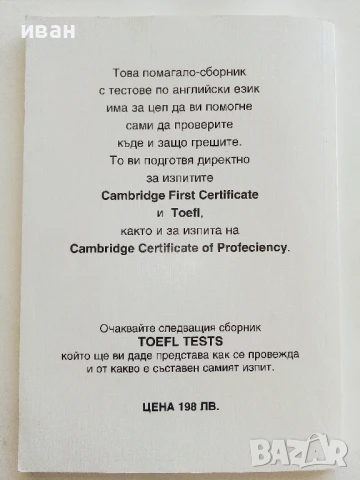 иван
Това помагало-сборник
с тестове по английски език
има за цеп да ви помогне
сами да проверите
къде и защо грешите.
То ви подготвя директно
за изпитите
Cambridge First Certificate
и Toefl,
както и за изпита на
Cambridge Certificate of Profeciency.
Очаквайте следващия сборник
TOEFL TESTS
който ще ви даде представа как се провежда
и от какво е съставен самият изпит.
ЦЕНА 198 ЛВ.
BAZAR